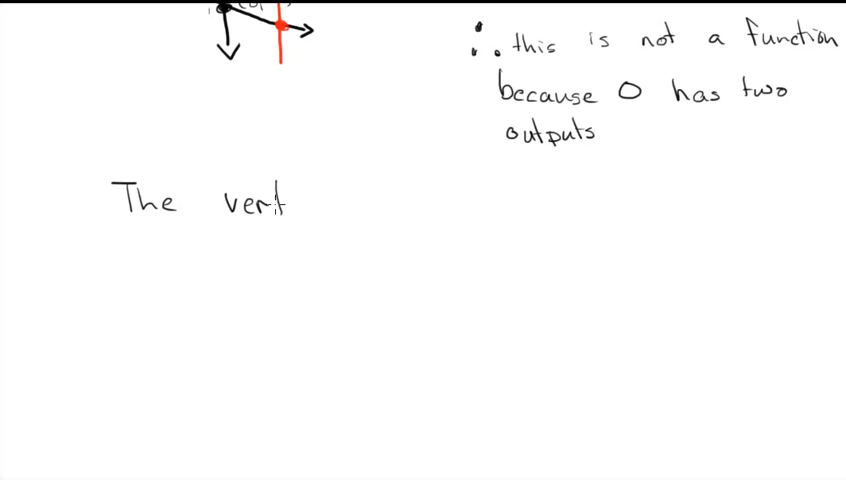 ∴ this is not a function
because 0 has two
outputs
The vert